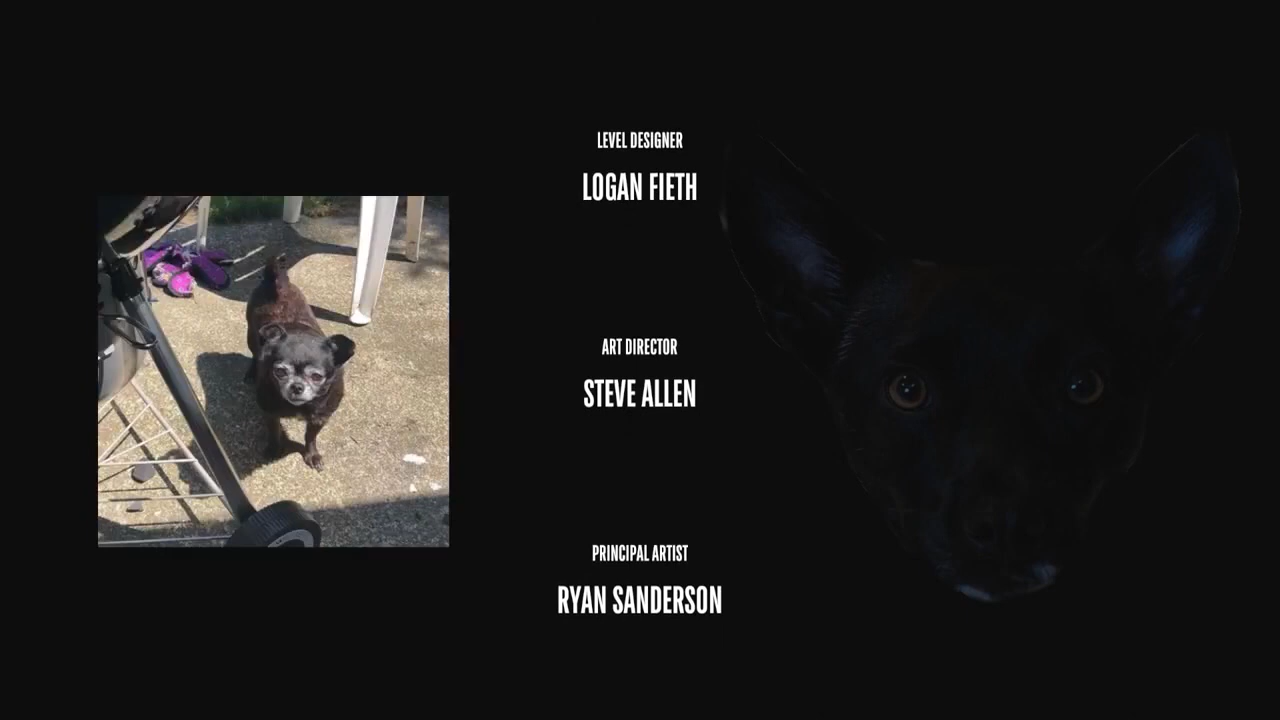 LEVEL DESIGNER
LOGAN FIETH
ART DIRECTOR
STEVE ALLEN
PRINCIPAL ARTIST
RYAN SANDERSON